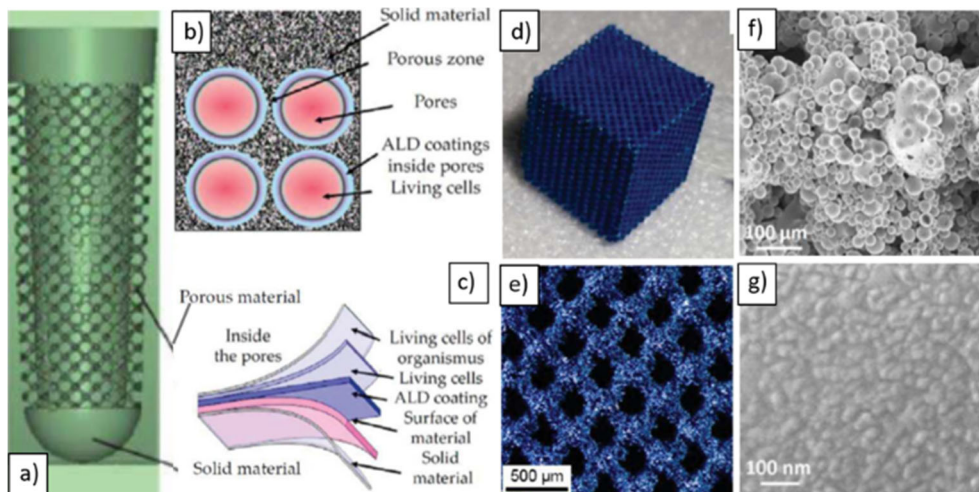 a)
Porous material
Solid material
b)
Solid material
Porous zone
Pores
ALD coatings
inside pores
Living cells
c)
Inside
the pores
Living cells of
organismus
Living cells
ALD coating
Surface of
material
Solid
material
d)
e)
500 µm
f)
100 µm
g)
100 nm